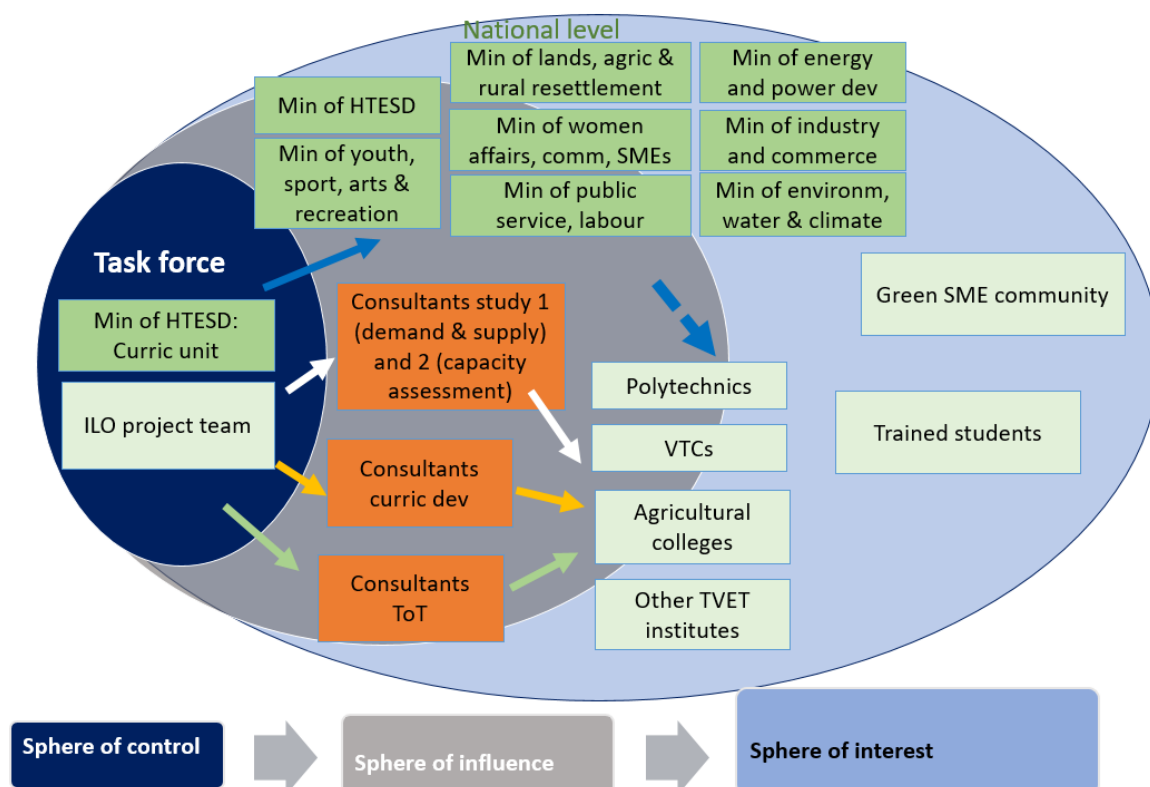 National level
Min of HTESD
Min of youth,
sport, arts &
recreation
Min of lands, agric &
rural resettlement
Min of women
affairs, comm, SMEs
Min of public
service, labour
Min of energy
and power dev
Min of industry
and commerce
Min of environm,
water & climate
Task force
Min of HTESD:
Curric unit
ILO project team
Consultants study 1
(demand & supply)
and 2 (capacity
assessment)
Consultants
curric dev
Consultants
ToT
Polytechnics
VTCs
Agricultural
colleges
Other TVET
institutes
Green SME community
Trained students
Sphere of control
Sphere of influence
Sphere of interest